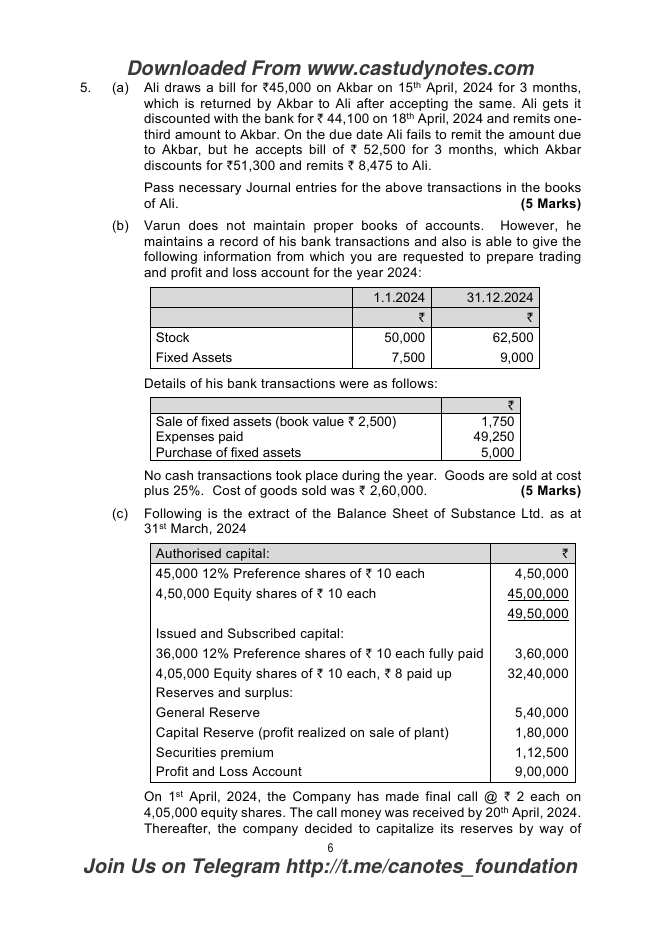 Downloaded From www.castudynotes.com
5. (a) Ali draws a bill for ₹45,000 on Akbar on 15th April, 2024 for 3 months,
which is returned by Akbar to Ali after accepting the same. Ali gets it
discounted with the bank for ₹ 44,100 on 18th April, 2024 and remits one-
third amount to Akbar. On the due date Ali fails to remit the amount due
to Akbar, but he accepts bill of ₹ 52,500 for 3 months, which Akbar
discounts for ₹51,300 and remits ₹ 8,475 to Ali.
Pass necessary Journal entries for the above transactions in the books
of Ali. (5 Marks)
(b) Varun does not maintain proper books of accounts. However, he
maintains a record of his bank transactions and also is able to give the
following information from which you are requested to prepare trading
and profit and loss account for the year 2024:
1.1.2024 31.12.2024
₹ ₹
Stock 50,000 62,500
Fixed Assets 7,500 9,000
Details of his bank transactions were as follows:
₹
Sale of fixed assets (book value ₹ 2,500) 1,750
Expenses paid 49,250
Purchase of fixed assets 5,000
No cash transactions took place during the year. Goods are sold at cost
plus 25%. Cost of goods sold was ₹ 2,60,000. (5 Marks)
(c) Following is the extract of the Balance Sheet of Substance Ltd. as at
31st March, 2024
Authorised capital: ₹
45,000 12% Preference shares of ₹ 10 each 4,50,000
4,50,000 Equity shares of ₹ 10 each 45,00,000
49,50,000
Issued and Subscribed capital:
36,000 12% Preference shares of ₹ 10 each fully paid 3,60,000
4,05,000 Equity shares of ₹ 10 each, ₹ 8 paid up 32,40,000
Reserves and surplus:
General Reserve 5,40,000
Capital Reserve (profit realized on sale of plant) 1,80,000
Securities premium 1,12,500
Profit and Loss Account 9,00,000
On 1st April, 2024, the Company has made final call @ ₹ 2 each on
4,05,000 equity shares. The call money was received by 20th April, 2024.
Thereafter, the company decided to capitalize its reserves by way of
6
Join Us on Telegram http://t.me/canotes_foundation